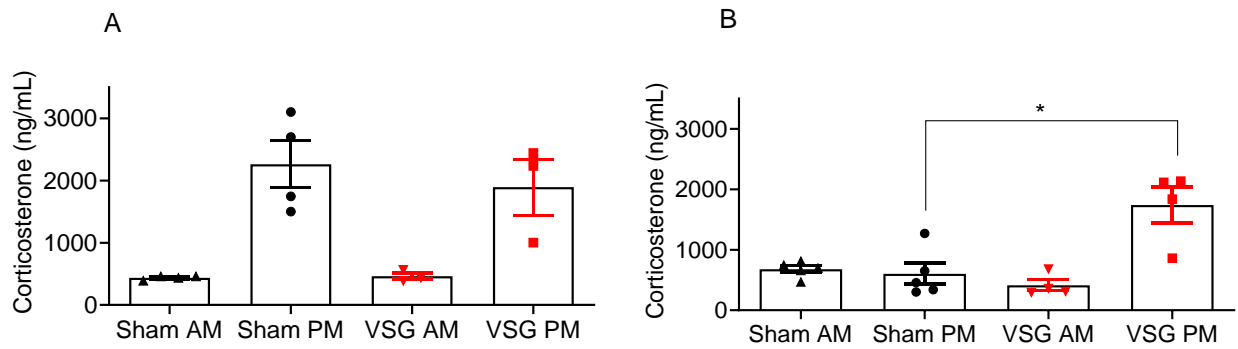 A
Corticosterone (ng/mL)
3000
2000
1000
0
Sham AM
Sham PM
VSG AM
VSG PM
B
Corticosterone (ng/mL)
3000
2000
1000
0
*
Sham AM
Sham PM
VSG AM
VSG PM